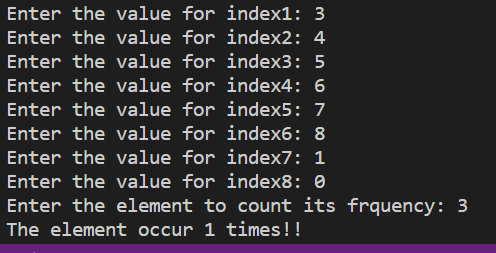 Enter the value for index1: 3
Enter the value for index2: 4
Enter the value for index3: 5
Enter the value for index4: 6
Enter the value for index5: 7
Enter the value for index6: 8
Enter the value for index7: 1
Enter the value for index8: 0
Enter the element to count its frquency: 3
The element occur 1 times!!